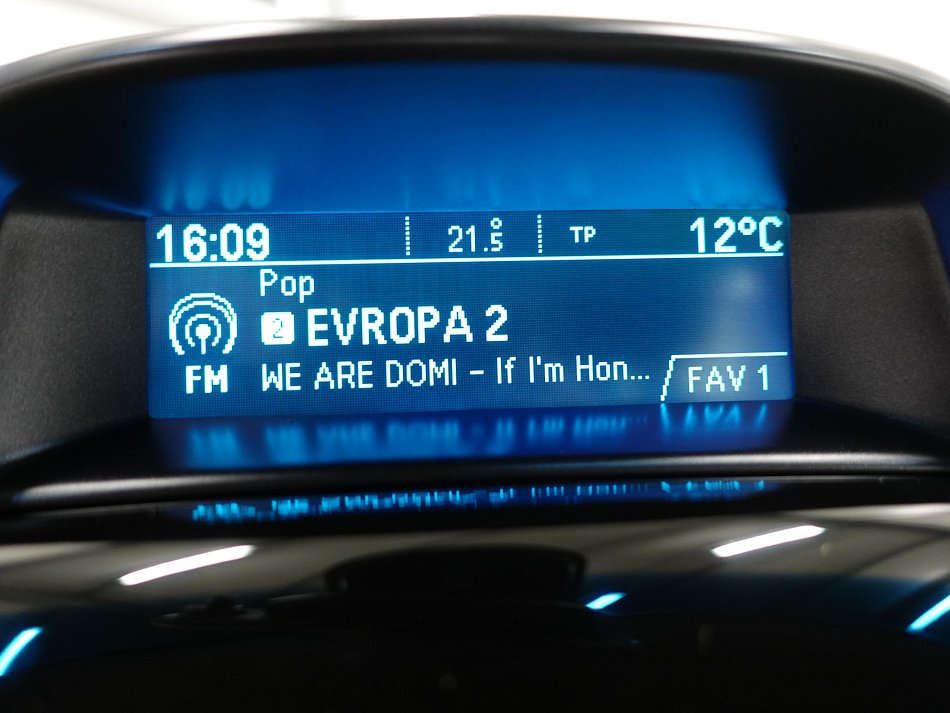 16:09 21.5° TP 12°C
Pop
2 EVROPA 2
FM WE ARE DOMI - If I'm Hon... FAV 1